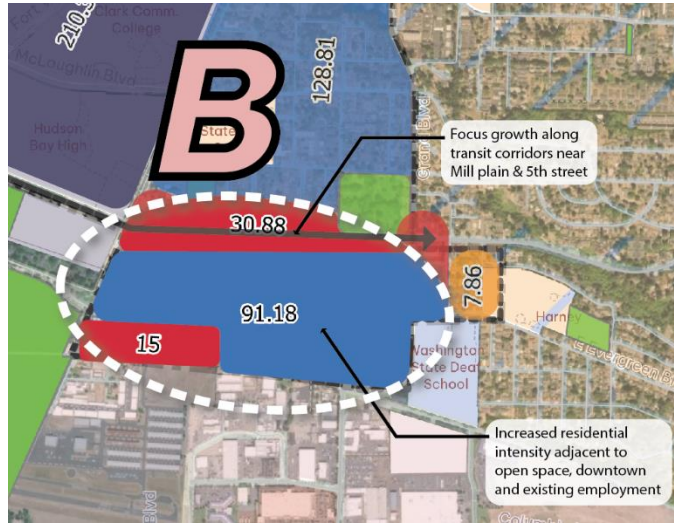 Clark Comm.
College
210.
McLoughlin Blvd
Hudson
Bay High
B
State
128.81
Grand Blvd
Focus growth along
transit corridors near
Mill plain & 5th street
30.88
91.18
7.86
15
Harney
E Evergreen B
Washington
State Deaf
School
Increased residential
intensity adjacent to
open space, downtown
and existing employment
Blvd
Colum